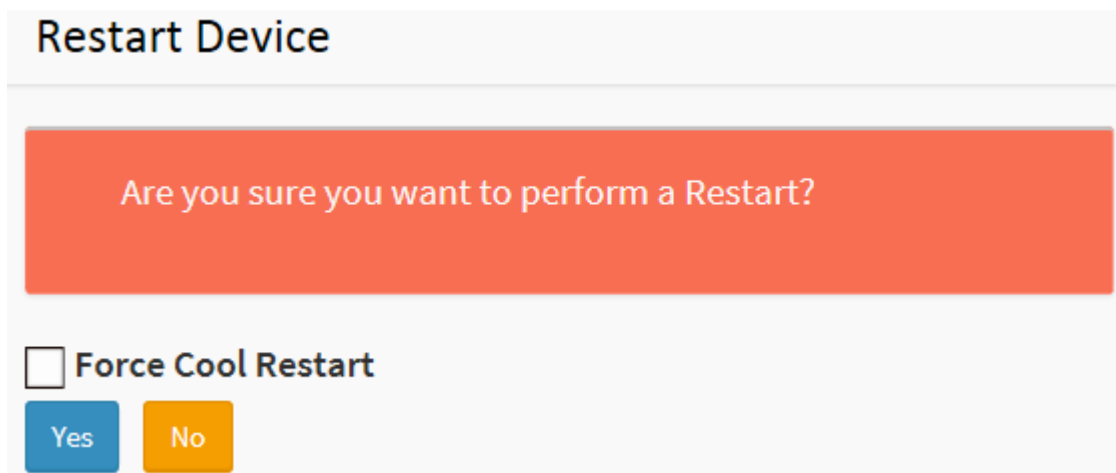 Restart Device
Are you sure you want to perform a Restart?
Force Cool Restart
Yes No